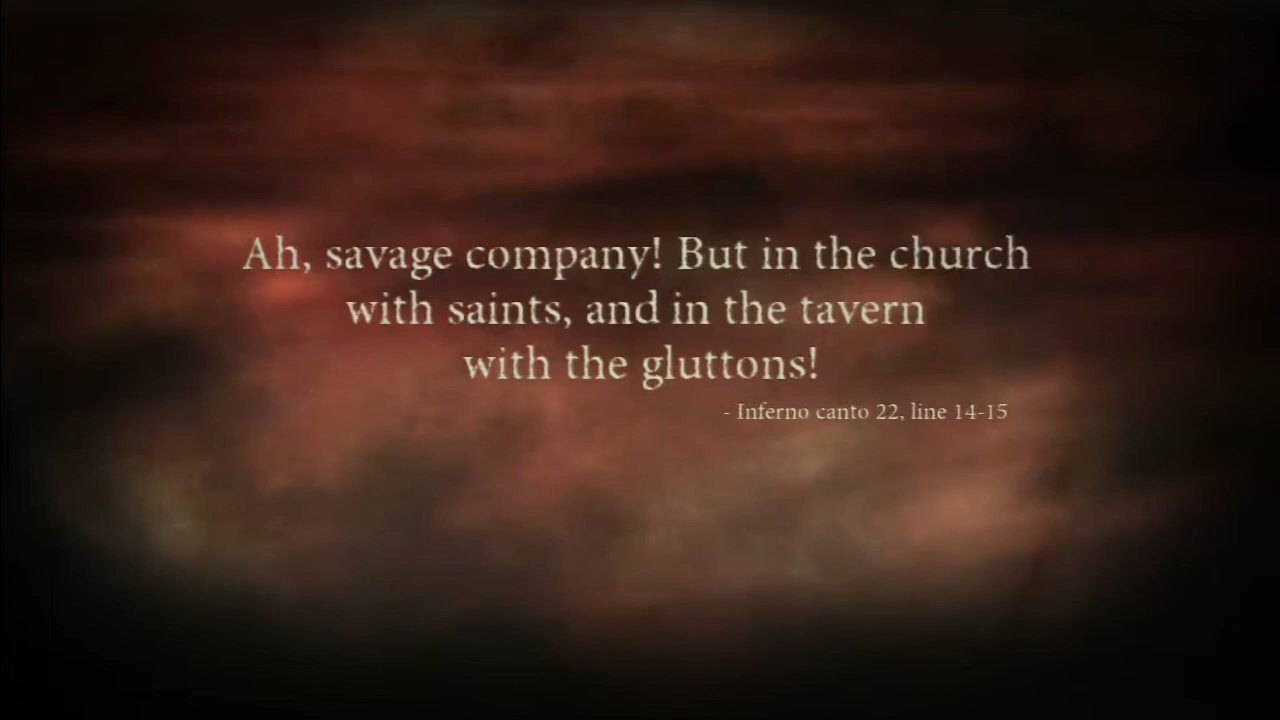 Ah, savage company! But in the church
with saints, and in the tavern
with the gluttons!
- Inferno canto 22, line 14-15